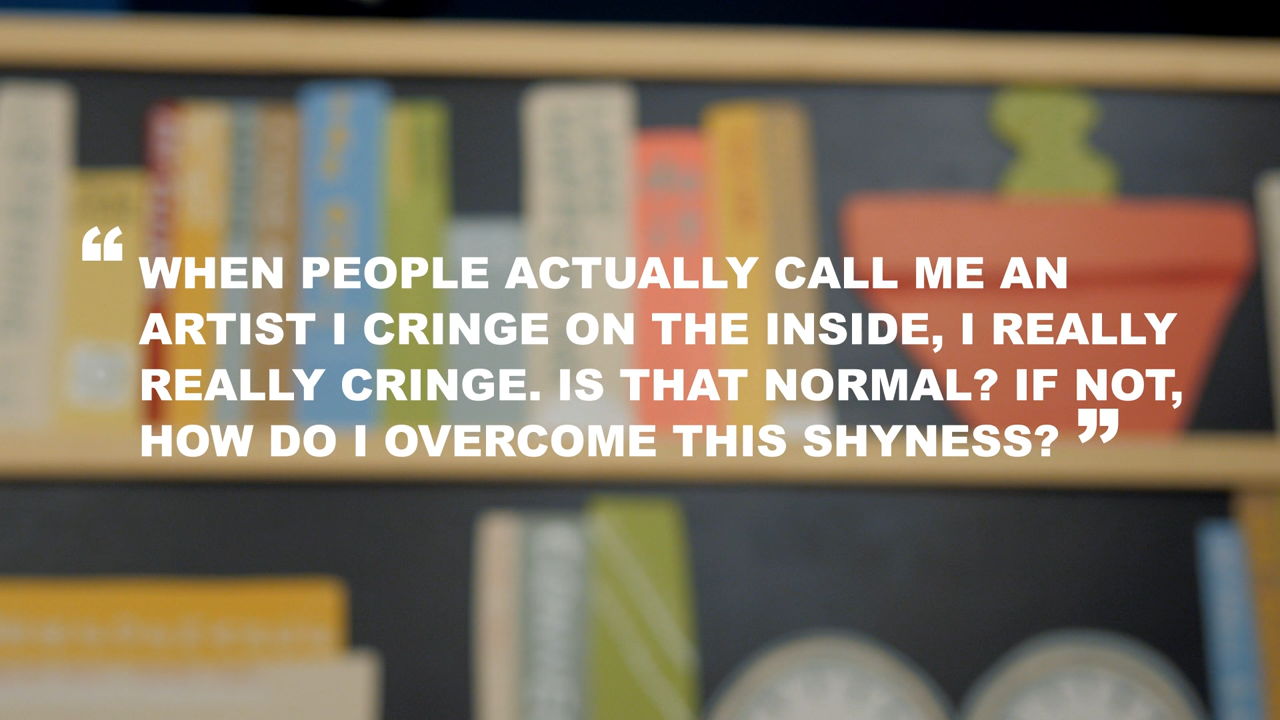 “WHEN PEOPLE ACTUALLY CALL ME AN
ARTIST I CRINGE ON THE INSIDE, I REALLY
REALLY CRINGE. IS THAT NORMAL? IF NOT,
HOW DO I OVERCOME THIS SHYNESS?”